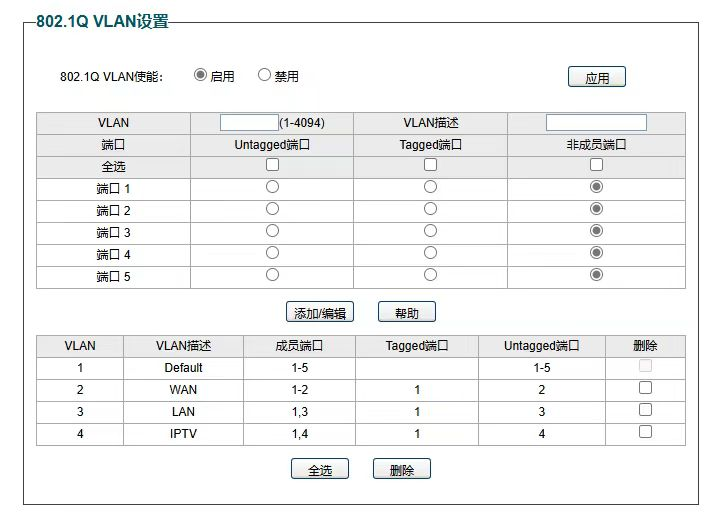 802.1Q VLAN设置
802.1Q VLAN使能： 启用 禁用 应用
VLAN (1-4094) VLAN描述
端口 Untagged端口 Tagged端口 非成员端口
全选
端口 1
端口 2
端口 3
端口 4
端口 5
添加/编辑 帮助
VLAN VLAN描述 成员端口 Tagged端口 Untagged端口 删除
1 Default 1-5 1-5
2 WAN 1-2 1 2
3 LAN 1,3 1 3
4 IPTV 1,4 1 4
全选 删除